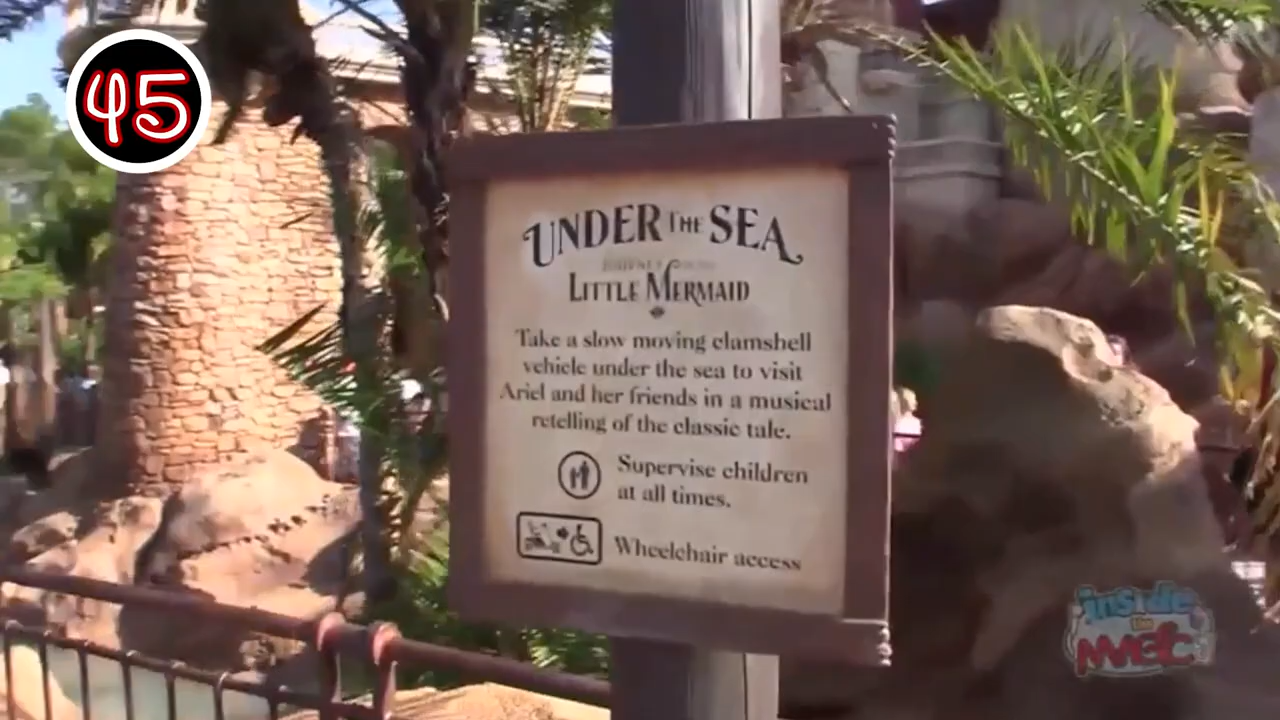 45
UNDER THE SEA
LITTLE MERMAID
Take a slow moving clamshell
vehicle under the sea to visit
Ariel and her friends in a musical
retelling of the classic tale.
Supervise children
at all times.
Wheelchair access
inside
the
MAGIC